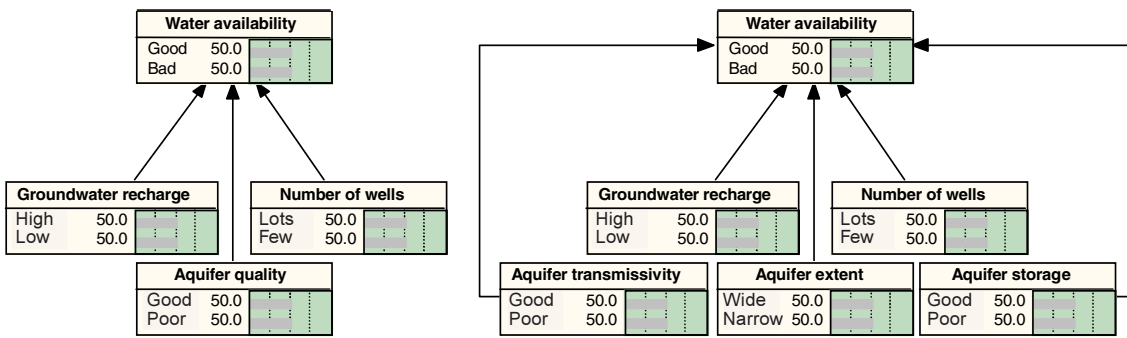 Water availability
Good 50.0
Bad 50.0
Groundwater recharge
High 50.0
Low 50.0
Number of wells
Lots 50.0
Few 50.0
Aquifer quality
Good 50.0
Poor 50.0
Water availability
Good 50.0
Bad 50.0
Groundwater recharge
High 50.0
Low 50.0
Number of wells
Lots 50.0
Few 50.0
Aquifer transmissivity
Good 50.0
Poor 50.0
Aquifer extent
Wide 50.0
Narrow 50.0
Aquifer storage
Good 50.0
Poor 50.0